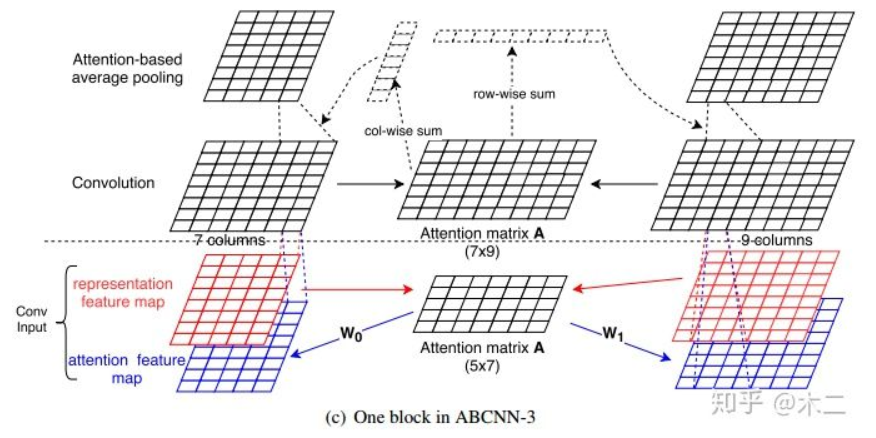 Attention-based
average pooling
row-wise sum
col-wise sum
Convolution
7 columns
Attention matrix A
(7x9)
9 columns
representation
feature map
Conv
Input
attention feature
map
W0
W1
Attention matrix A
(5x7)
知乎 @木二
(c) One block in ABCNN-3